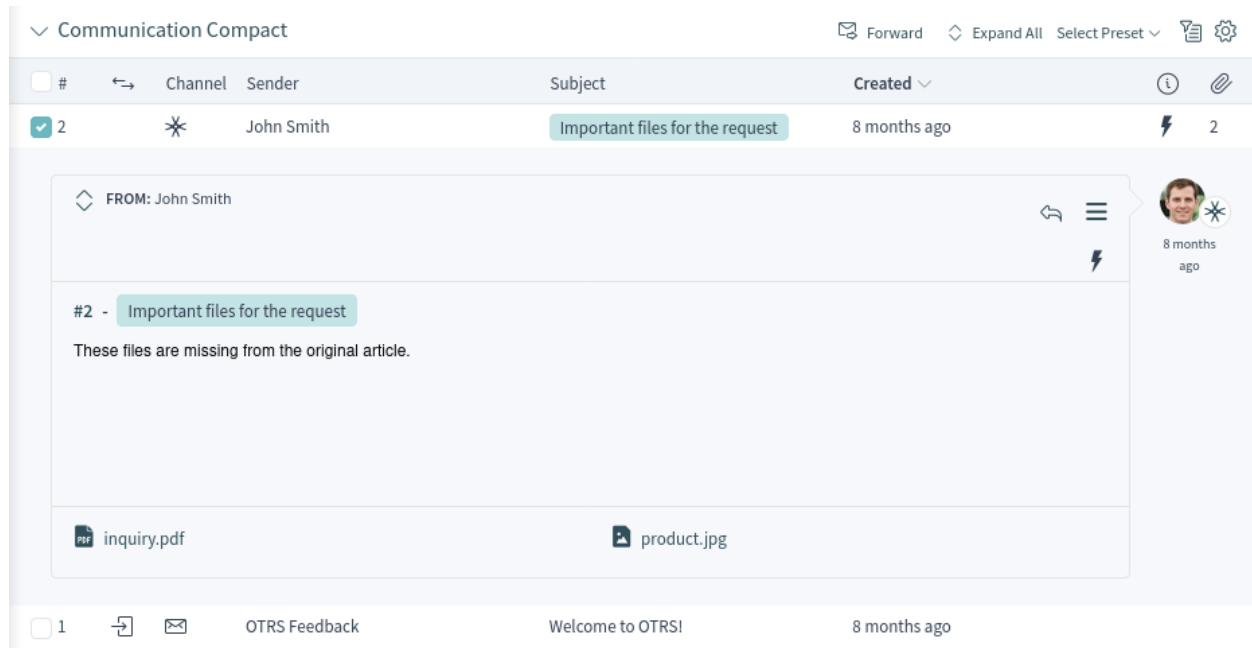 Communication Compact
Forward Expand All Select Preset
# Channel Sender Subject Created
2 John Smith Important files for the request 8 months ago 2
FROM: John Smith
8 months
ago
#2 - Important files for the request
These files are missing from the original article.
PDF inquiry.pdf product.jpg
1 OTRS Feedback Welcome to OTRS! 8 months ago